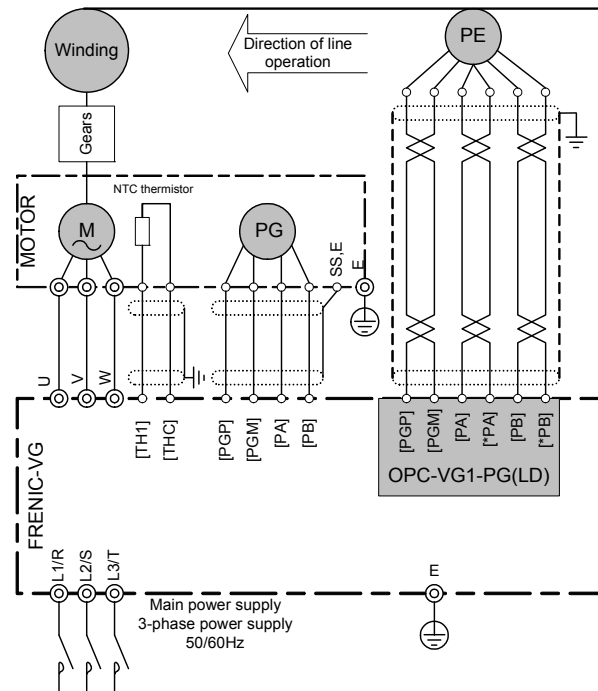 Winding
Direction of line
operation
PE
Gears
MOTOR
NTC thermistor
M
PG
SS,E
E
U
V
W
[TH1]
[THC]
[PGP]
[PGM]
[PA]
[PB]
[PGP]
[PGM]
[PA]
[*PA]
[PB]
[*PB]
OPC-VG1-PG(LD)
FRENIC-VG
L1/R
L2/S
L3/T
E
Main power supply
3-phase power supply
50/60Hz